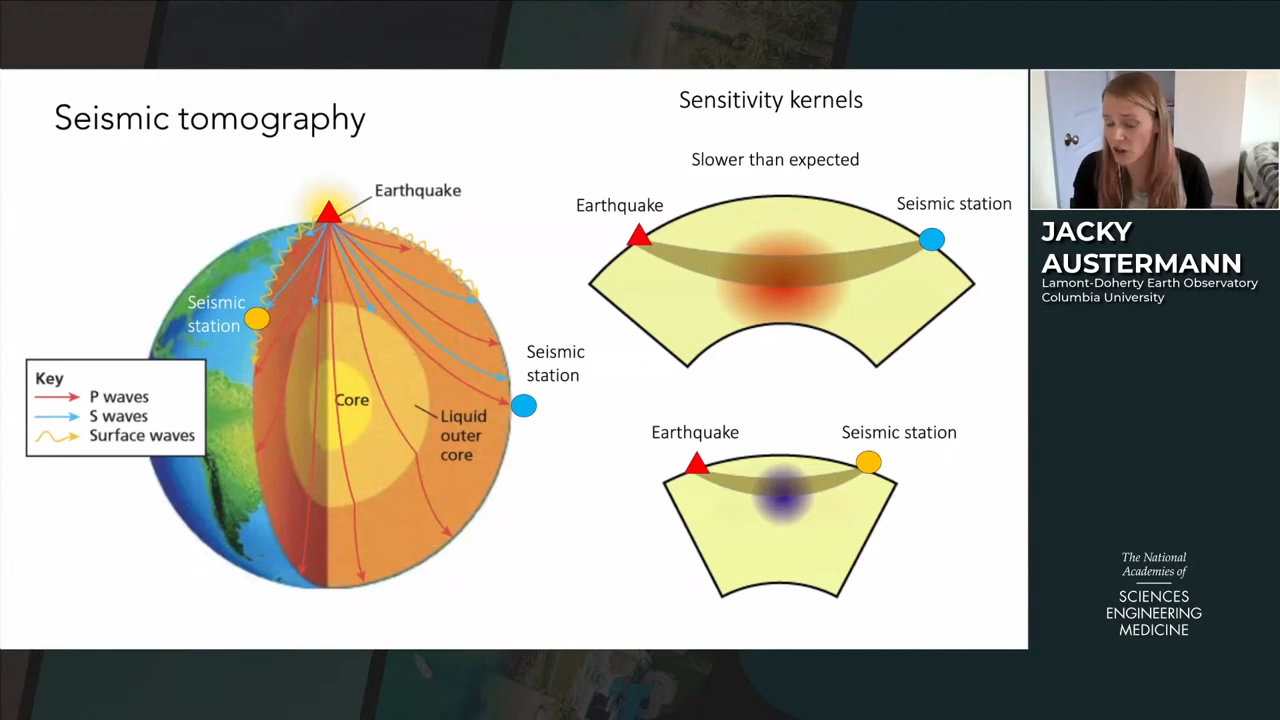 Seismic tomography
Earthquake
Seismic
station
Seismic
station
Key
P waves
S waves
Surface waves
Core
Liquid
outer
core
Sensitivity kernels
Slower than expected
Earthquake
Seismic station
Earthquake
Seismic station
JACKY
AUSTERMANN
Lamont-Doherty Earth Observatory
Columbia University
The National
Academies of
SCIENCES
ENGINEERING
MEDICINE